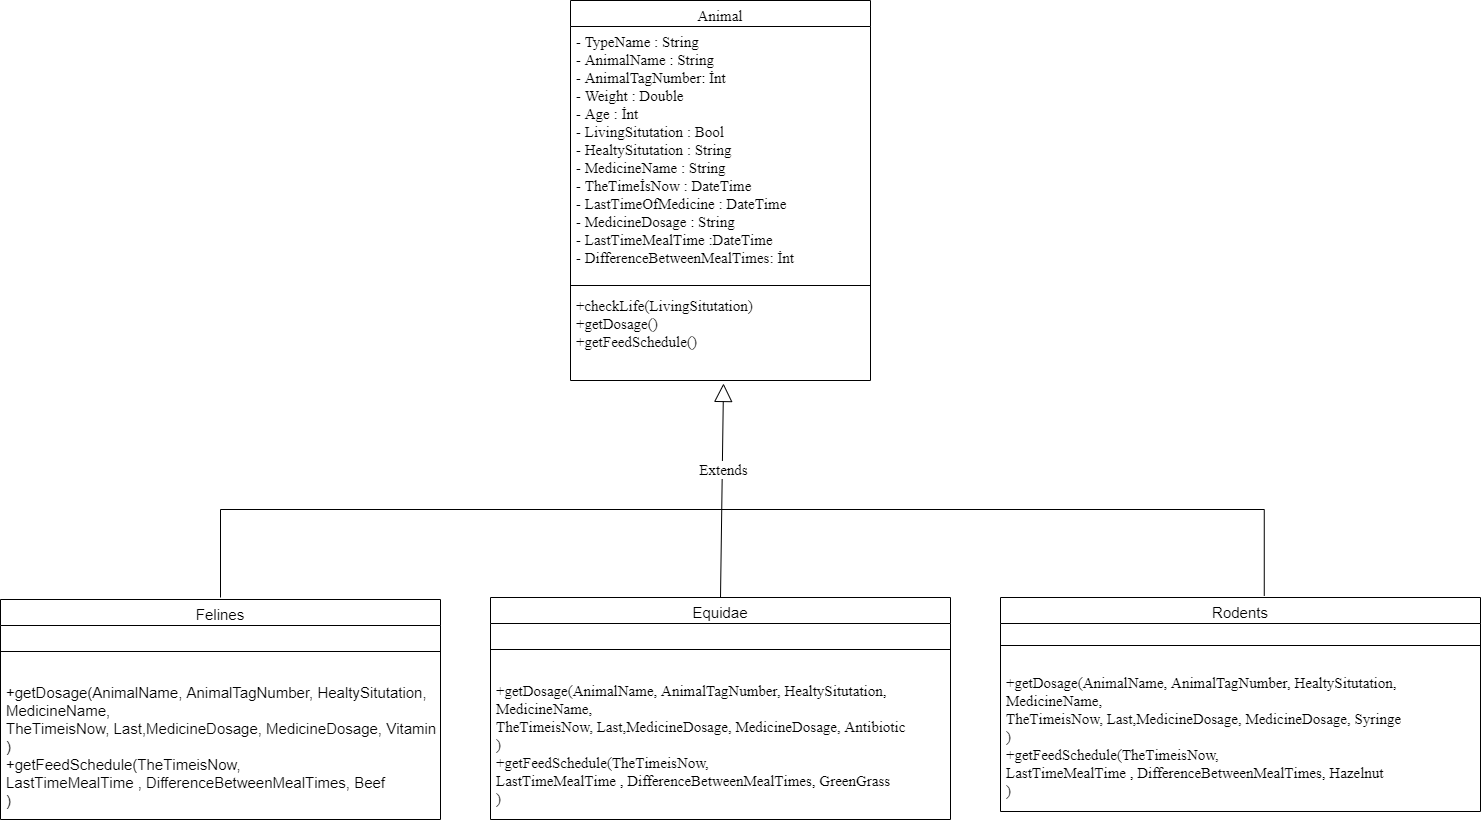 Animal
- TypeName : String
- AnimalName : String
- AnimalTagNumber: İnt
- Weight : Double
- Age : İnt
- LivingSitutation : Bool
- HealtySitutation : String
- MedicineName : String
- TheTimeİsNow : DateTime
- LastTimeOfMedicine : DateTime
- MedicineDosage : String
- LastTimeMealTime :DateTime
- DifferenceBetweenMealTimes: İnt
+checkLife(LivingSitutation)
+getDosage()
+getFeedSchedule()
Extends
Felines
+getDosage(AnimalName, AnimalTagNumber, HealtySitutation,
MedicineName,
TheTimeisNow, Last,MedicineDosage, MedicineDosage, Vitamin
)
+getFeedSchedule(TheTimeisNow,
LastTimeMealTime , DifferenceBetweenMealTimes, Beef
)
Equidae
+getDosage(AnimalName, AnimalTagNumber, HealtySitutation,
MedicineName,
TheTimeisNow, Last,MedicineDosage, MedicineDosage, Antibiotic
)
+getFeedSchedule(TheTimeisNow,
LastTimeMealTime , DifferenceBetweenMealTimes, GreenGrass
)
Rodents
+getDosage(AnimalName, AnimalTagNumber, HealtySitutation,
MedicineName,
TheTimeisNow, Last,MedicineDosage, MedicineDosage, Syringe
)
+getFeedSchedule(TheTimeisNow,
LastTimeMealTime , DifferenceBetweenMealTimes, Hazelnut
)